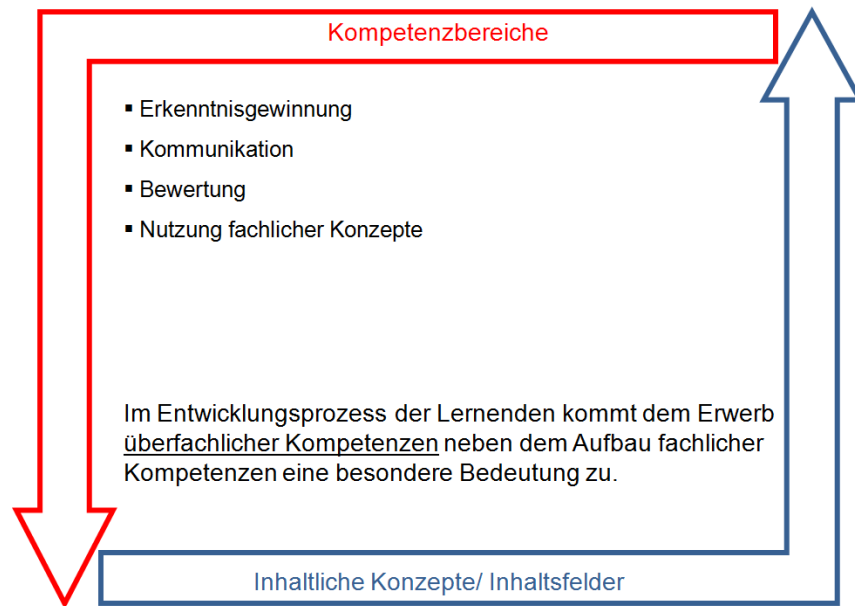 Kompetenzbereiche
▪ Erkenntnisgewinnung
▪ Kommunikation
▪ Bewertung
▪ Nutzung fachlicher Konzepte
Im Entwicklungsprozess der Lernenden kommt dem Erwerb
überfachlicher Kompetenzen neben dem Aufbau fachlicher
Kompetenzen eine besondere Bedeutung zu.
Inhaltliche Konzepte/ Inhaltsfelder